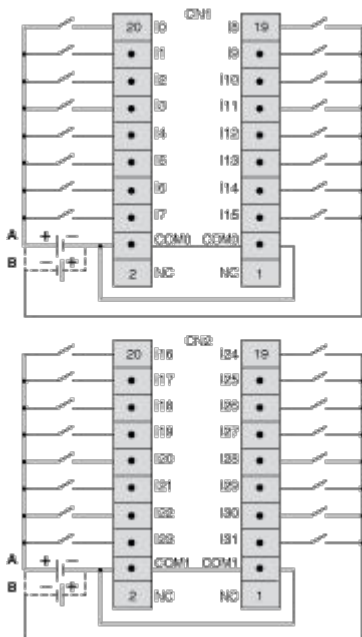 CN1
20 I0 I8 19
I1 I9
I2 I10
I3 I11
I4 I12
I5 I13
I6 I14
I7 I15
A + − COM0 COM0
B − + 2 NC NC 1
CN2
20 I16 I24 19
I17 I25
I18 I26
I19 I27
I20 I28
I21 I29
I22 I30
I23 I31
A + − COM1 COM1
B − + 2 NC NC 1